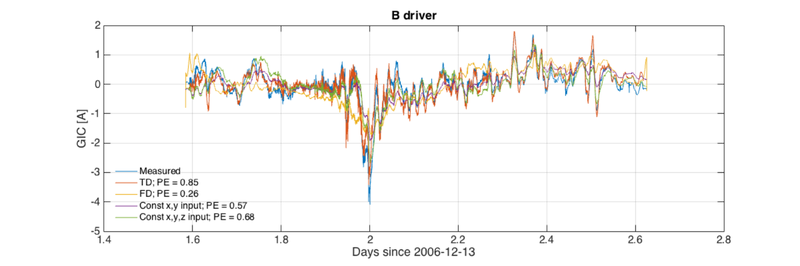 B driver
GIC [A]
2
1
0
-1
-2
-3
-4
-5
Measured
TD; PE = 0.85
FD; PE = 0.26
Const x,y input; PE = 0.57
Const x,y,z input; PE = 0.68
1.4 1.6 1.8 2 2.2 2.4 2.6 2.8
Days since 2006-12-13